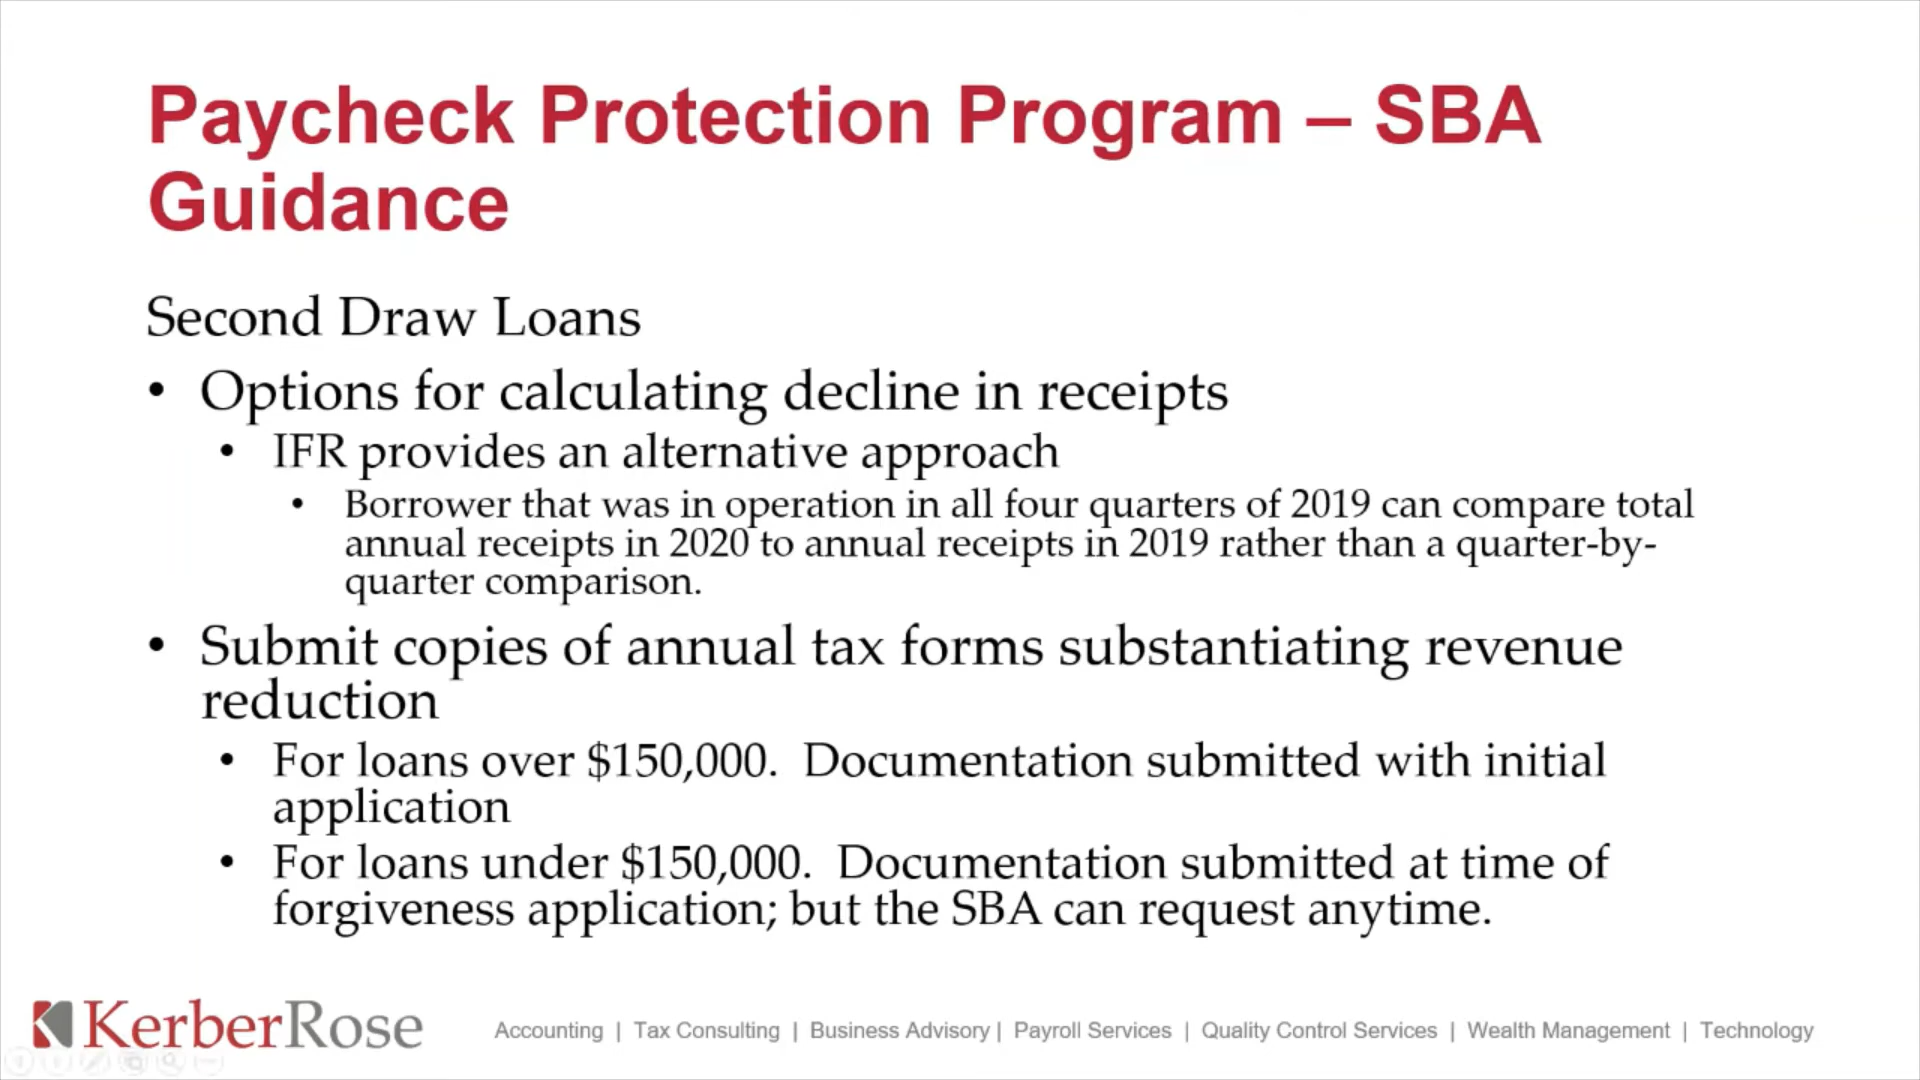 Paycheck Protection Program – SBA
Guidance
Second Draw Loans
• Options for calculating decline in receipts
• IFR provides an alternative approach
• Borrower that was in operation in all four quarters of 2019 can compare total
annual receipts in 2020 to annual receipts in 2019 rather than a quarter-by-
quarter comparison.
• Submit copies of annual tax forms substantiating revenue
reduction
• For loans over $150,000.  Documentation submitted with initial
application
• For loans under $150,000.  Documentation submitted at time of
forgiveness application; but the SBA can request anytime.
KerberRose
Accounting | Tax Consulting | Business Advisory | Payroll Services | Quality Control Services | Wealth Management | Technology